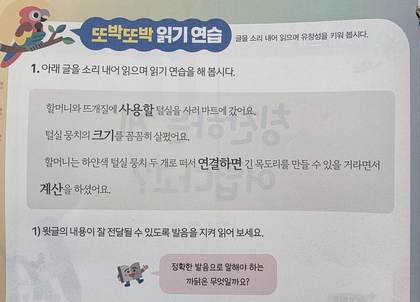 또박또박 읽기 연습
글을 소리 내어 읽으며 유창성을 키워 봅시다.
1. 아래 글을 소리 내어 읽으며 읽기 연습을 해 봅시다.
할머니와 뜨개질에 사용할 털실을 사러 마트에 갔어요.
털실 뭉치의 크기를 꼼꼼히 살폈어요.
할머니는 하얀색 털실 뭉치 두 개로 떠서 연결하면 긴 목도리를 만들 수 있을 거라면서
계산을 하셨어요.
1) 윗글의 내용이 잘 전달될 수 있도록 발음을 지켜 읽어 보세요.
정확한 발음으로 말해야 하는
까닭은 무엇일까요?